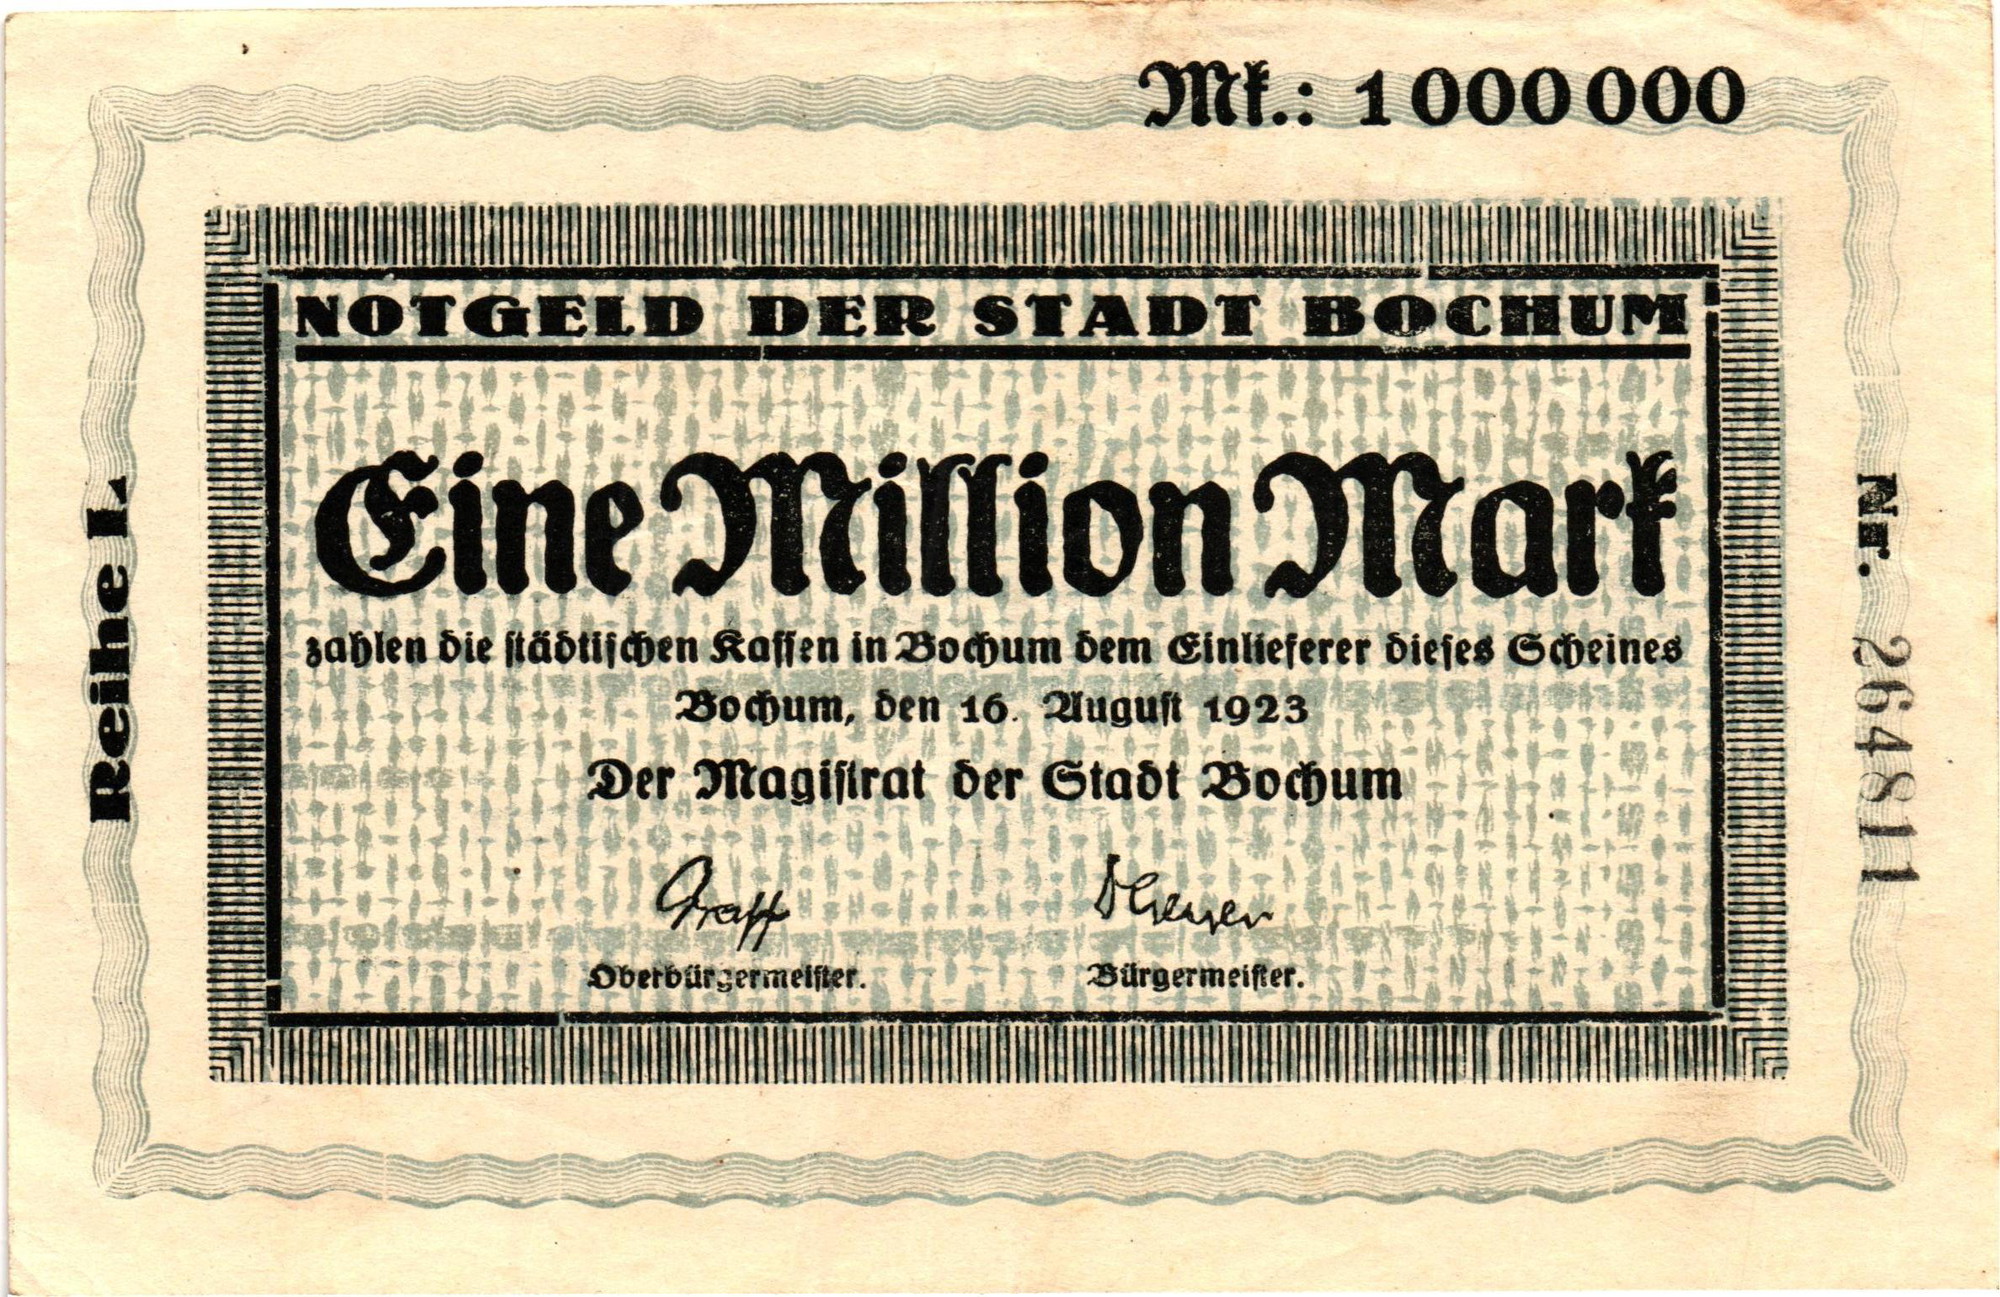 Mk.: 1000000
NOTGELD DER STADT BOCHUM
Eine Million Mark
zahlen die städtischen Kassen in Bochum dem Einlieferer dieses Scheines
Bochum, den 16. August 1923
Der Magistrat der Stadt Bochum
Graff
Oberbürgermeister.
Bürgermeister.
Reihe I.
Nr. 264811